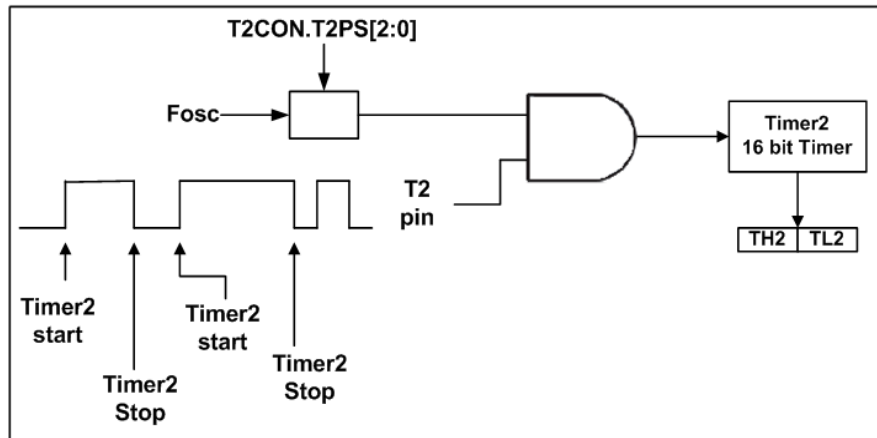 T2CON.T2PS[2:0]
Fosc
Timer2
16 bit Timer
T2
pin
TH2 TL2
Timer2
start
Timer2
Stop
Timer2
start
Timer2
Stop